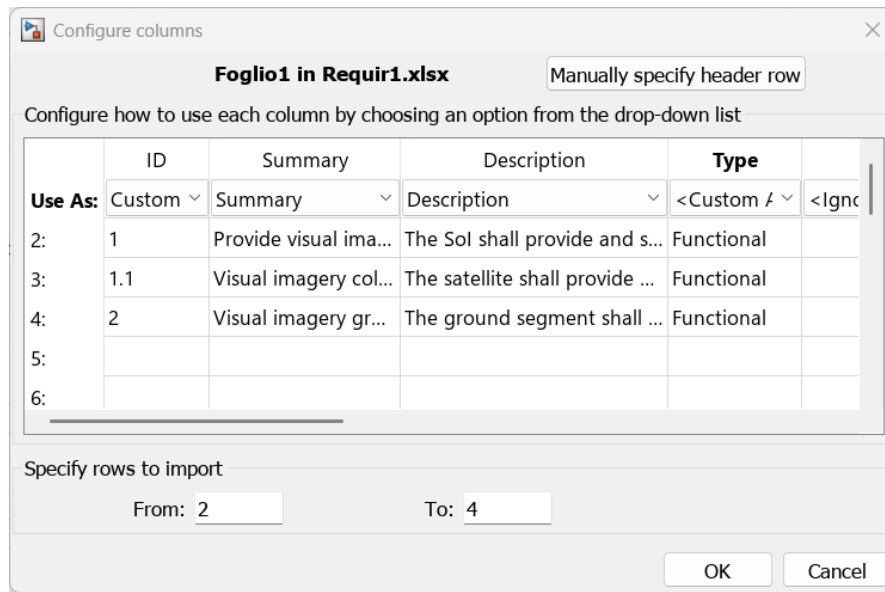 Configure columns
Foglio1 in Requir1.xlsx Manually specify header row
Configure how to use each column by choosing an option from the drop-down list
ID Summary Description Type
Use As: Custom Summary Description <Custom A <Igno
2: 1 Provide visual ima... The SoI shall provide and s... Functional
3: 1.1 Visual imagery col... The satellite shall provide ... Functional
4: 2 Visual imagery gr... The ground segment shall ... Functional
5:
6:
Specify rows to import
From: 2 To: 4
OK Cancel